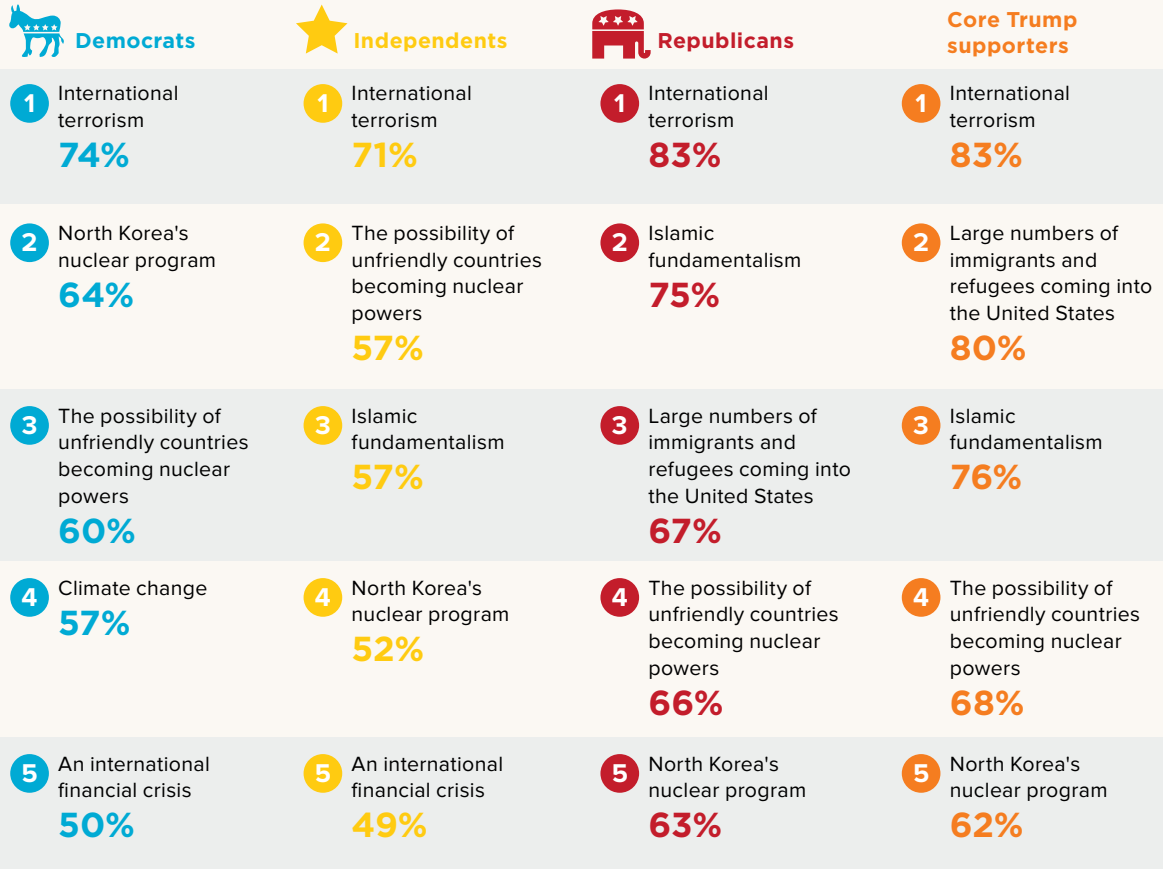 Democrats
Independents
Republicans
Core Trump
supporters
1
International
terrorism
74%
1
International
terrorism
71%
1
International
terrorism
83%
1
International
terrorism
83%
2
North Korea's
nuclear program
64%
2
The possibility of
unfriendly countries
becoming nuclear
powers
57%
2
Islamic
fundamentalism
75%
2
Large numbers of
immigrants and
refugees coming into
the United States
80%
3
The possibility of
unfriendly countries
becoming nuclear
powers
60%
3
Islamic
fundamentalism
57%
3
Large numbers of
immigrants and
refugees coming into
the United States
67%
3
Islamic
fundamentalism
76%
4
Climate change
57%
4
North Korea's
nuclear program
52%
4
The possibility of
unfriendly countries
becoming nuclear
powers
66%
4
The possibility of
unfriendly countries
becoming nuclear
powers
68%
5
An international
financial crisis
50%
5
An international
financial crisis
49%
5
North Korea's
nuclear program
63%
5
North Korea's
nuclear program
62%